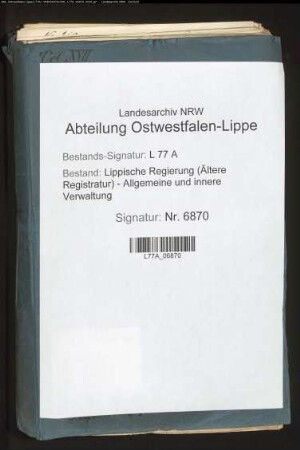 Landesarchiv NRW
Abteilung Ostwestfalen-Lippe
Bestands-Signatur: L 77 A
Bestand: Lippische Regierung (Ältere
Registratur) - Allgemeine und innere
Verwaltung
Signatur: Nr. 6870
L77A_06870